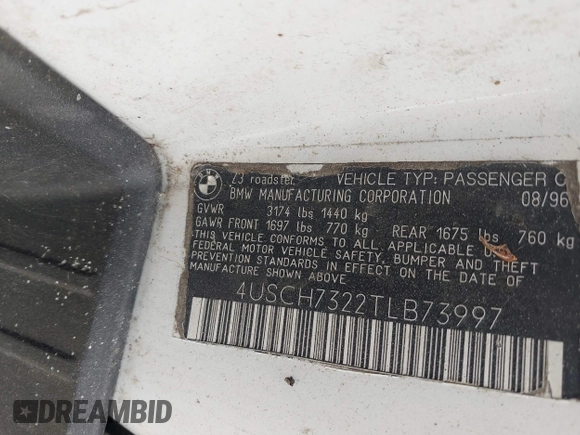 Z3 roadster VEHICLE TYP: PASSENGER C
BMW MANUFACTURING CORPORATION 08/96
GVWR 3174 lbs 1440 kg
GAWR FRONT 1697 lbs 770 kg REAR 1675 lbs 760 kg
THIS VEHICLE CONFORMS TO ALL APPLICABLE
FEDERAL MOTOR VEHICLE SAFETY, BUMPER AND THEFT
PREVENTION STANDARDS IN EFFECT ON THE DATE OF
MANUFACTURE SHOWN ABOVE
4USCH7322TLB73997
DREAMBID